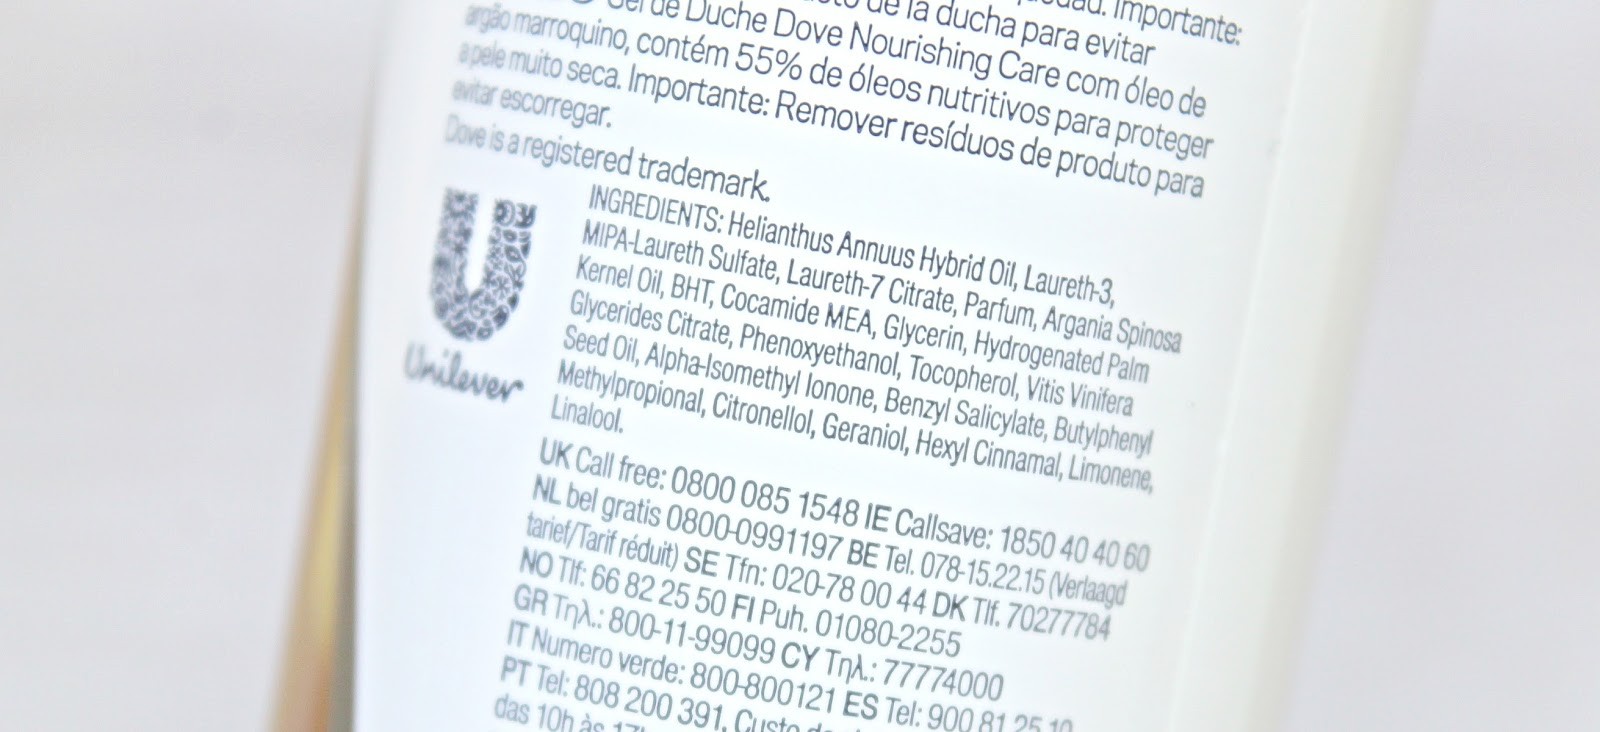 Importante:
de la ducha para evitar
de Duche Dove Nourishing Care com óleo de
argão marroquino, contém 55% de óleos nutritivos para proteger
a pele muito seca. Importante: Remover resíduos de produto para
evitar escorregar.
Dove is a registered trademark.
Unilever
INGREDIENTS: Helianthus Annuus Hybrid Oil, Laureth-3,
MIPA-Laureth Sulfate, Laureth-7 Citrate, Parfum, Argania Spinosa
Kernel Oil, BHT, Cocamide MEA, Glycerin, Hydrogenated Palm
Glycerides Citrate, Phenoxyethanol, Tocopherol, Vitis Vinifera
Seed Oil, Alpha-Isomethyl Ionone, Benzyl Salicylate, Butylphenyl
Methylpropional, Citronellol, Geraniol, Hexyl Cinnamal, Limonene,
Linalool.
UK Call free: 0800 085 1548 IE Callsave: 1850 40 40 60
NL bel gratis 0800-0991197 BE Tel. 078-15.22.15 (Verlaagd
tarief/Tarif réduit) SE Tfn: 020-78 00 44 DK Tlf. 70277784
NO Tlf: 66 82 25 50 FI Puh. 01080-2255
GR Τηλ.: 800-11-99099 CY Τηλ.: 77774000
IT Numero verde: 800-800121 ES Tel: 900 81 25 10
PT Tel: 808 200 391. Custo
das 10h às